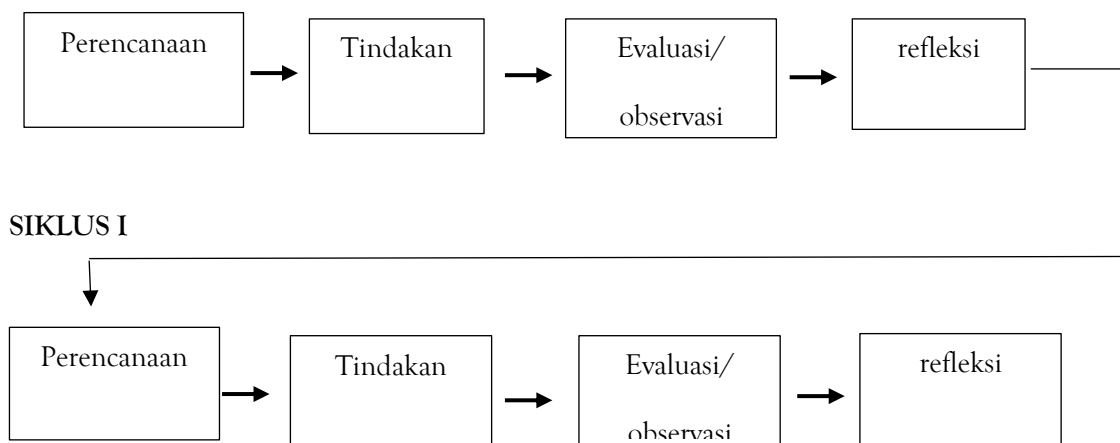 Perencanaan
Tindakan
Evaluasi/
observasi
refleksi
SIKLUS I
Perencanaan
Tindakan
Evaluasi/
observasi
refleksi